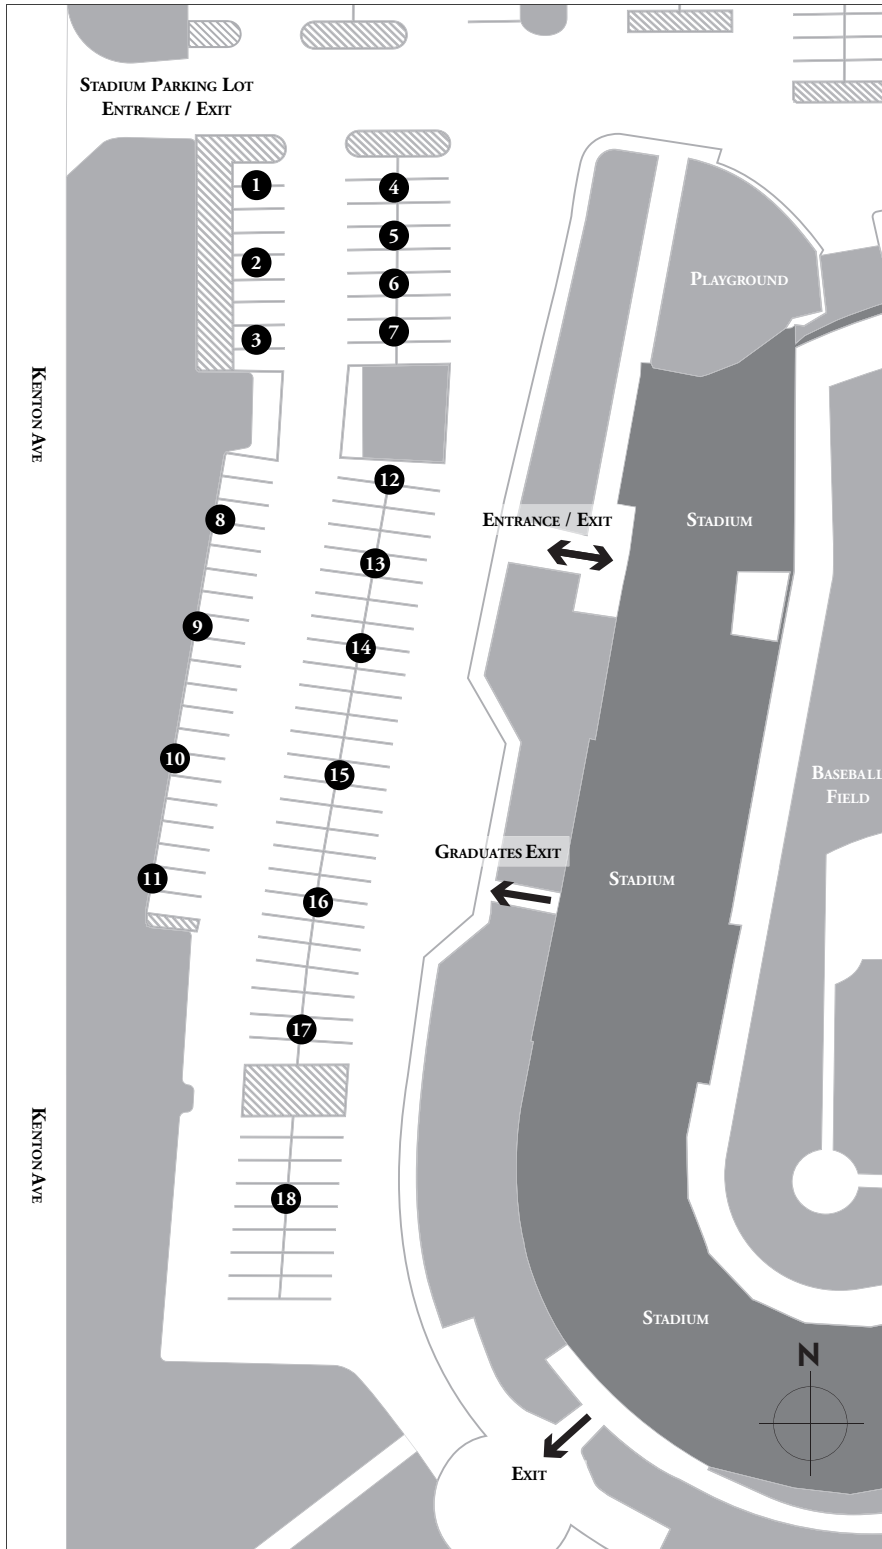 Stadium Parking Lot
Entrance / Exit
1
4
5
Playground
2
6
7
3
Kenton Ave
12
8
Entrance / Exit
Stadium
13
9
14
10
15
Baseball
Field
Graduates Exit
11
Stadium
16
17
Kenton Ave
18
Stadium
N
Exit